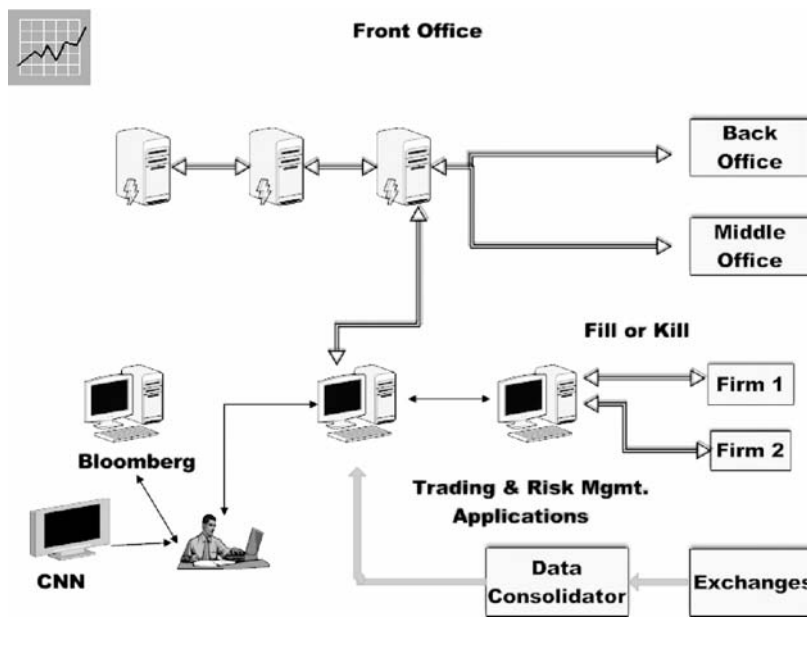 Front Office
Back
Office
Middle
Office
Fill or Kill
Firm 1
Firm 2
Bloomberg
Trading & Risk Mgmt.
Applications
CNN
Data
Consolidator
Exchanges